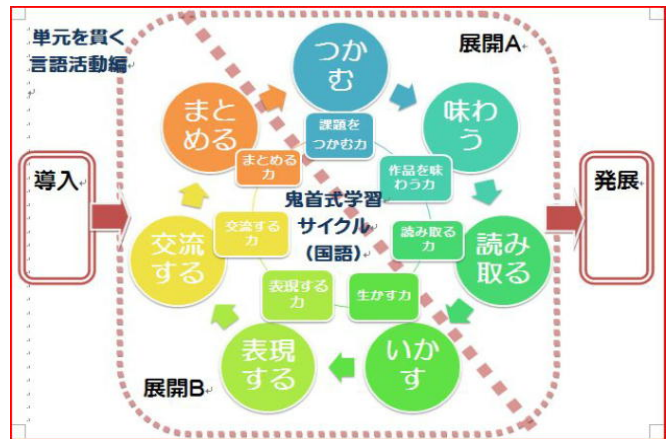 単元を貫く
言語活動編
展開A
導入
発展
つか
む
課題を
つかむ力
味わ
う
作品を味
わう力
読み
取る
読み取る
力
いか
す
生かす力
表現
する
表現する
力
交流
する
交流する
力
まと
める
まとめる
力
鬼首式学習
サイクル
(国語)
展開B